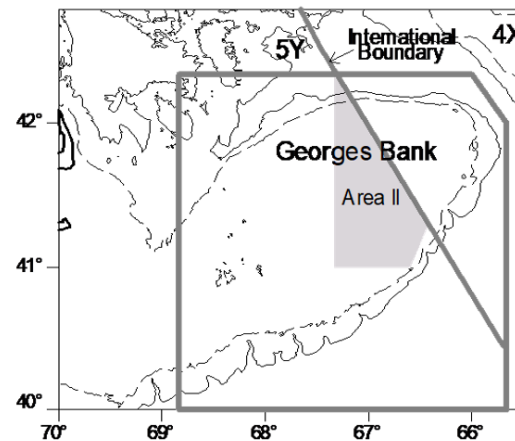 5Y
International
Boundary
4X
42°
Georges Bank
Area II
41°
40°
70°
69°
68°
67°
66°